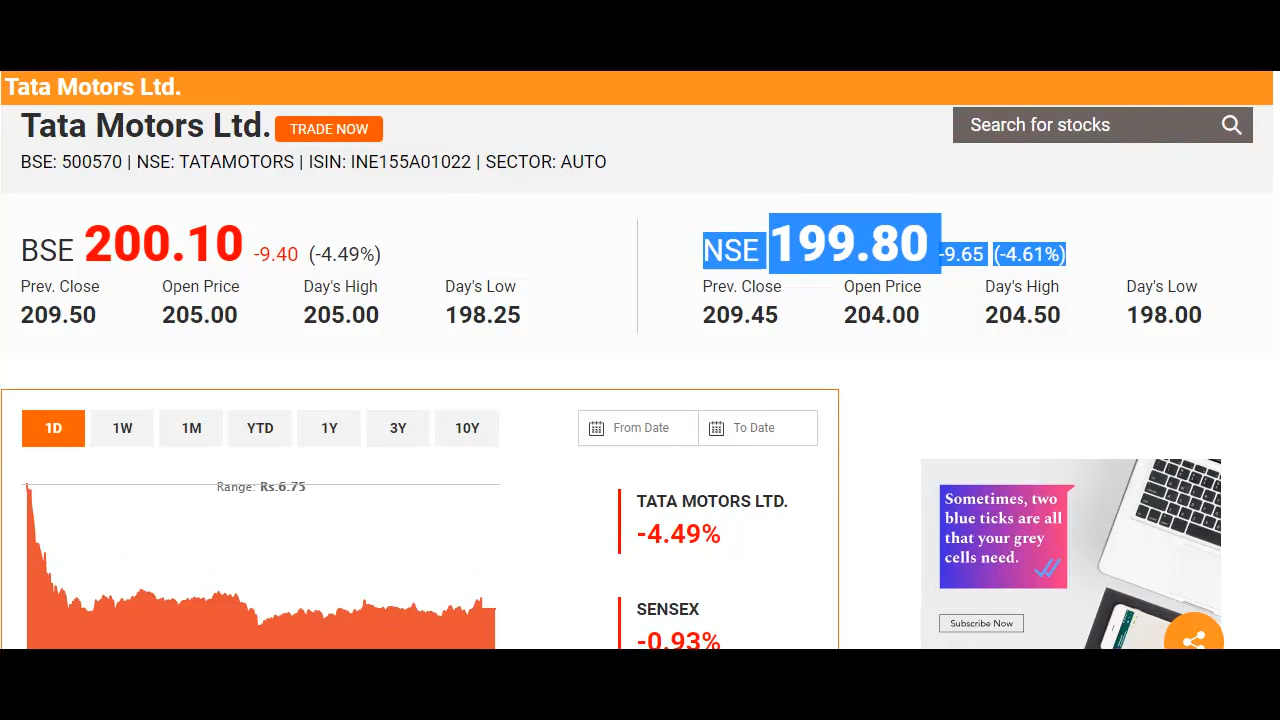 Tata Motors Ltd.
Tata Motors Ltd. TRADE NOW
Search for stocks
BSE: 500570 | NSE: TATAMOTORS | ISIN: INE155A01022 | SECTOR: AUTO
BSE 200.10 -9.40 (-4.49%)
Prev. Close Open Price Day's High Day's Low
209.50 205.00 205.00 198.25
NSE 199.80 -9.65 (-4.61%)
Prev. Close Open Price Day's High Day's Low
209.45 204.00 204.50 198.00
1D 1W 1M YTD 1Y 3Y 10Y
From Date To Date
Range: Rs.6.75
TATA MOTORS LTD.
-4.49%
SENSEX
-0.93%
Sometimes, two
blue ticks are all
that your grey
cells need.
Subscribe Now